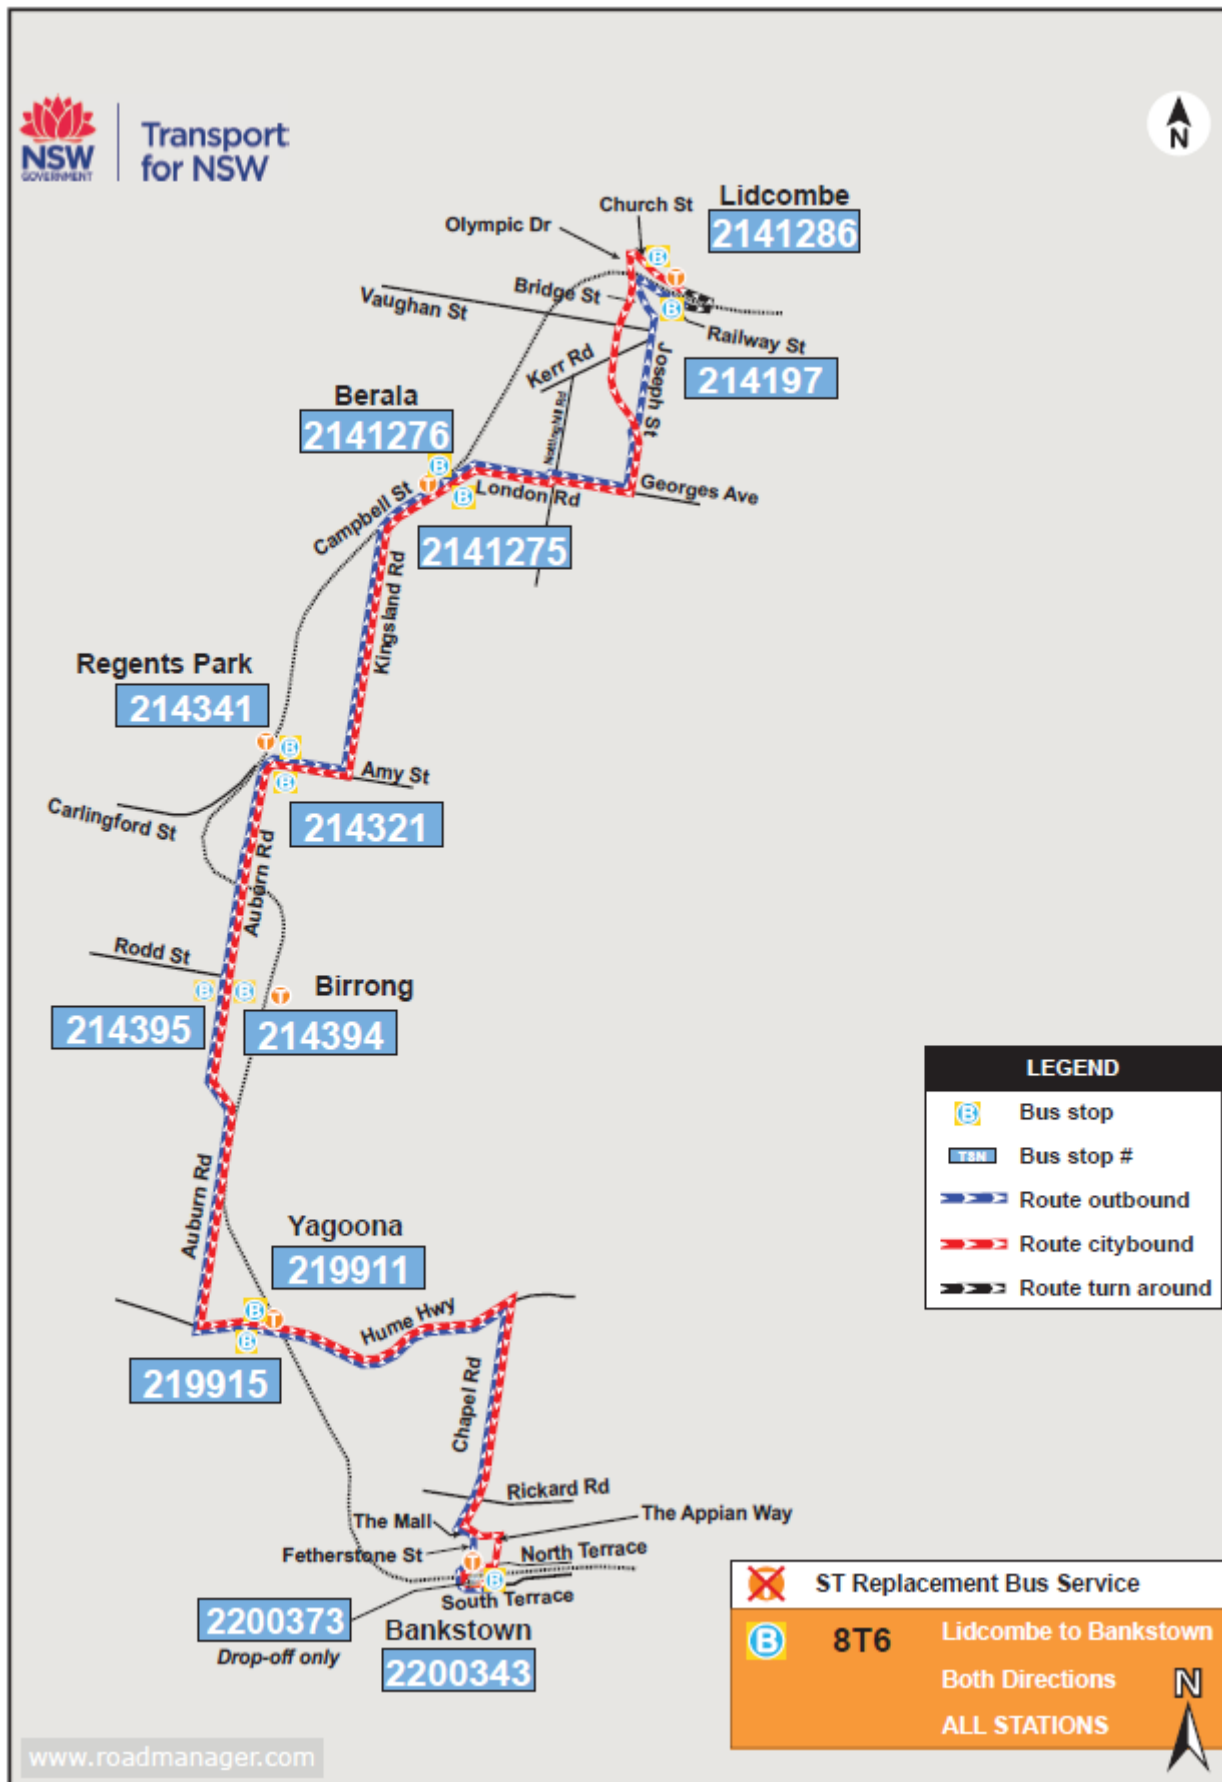 NSW
GOVERNMENT
Transport
for NSW
N
Lidcombe
2141286
Church St
Olympic Dr
Bridge St
Vaughan St
Railway St
214197
Kerr Rd
Joseph St
Berala
2141276
Georges Ave
London Rd
Campbell St
2141275
Kingsland Rd
Regents Park
214341
Amy St
Carlingford St
214321
Auburn Rd
Rodd St
Birrong
214395
214394
Auburn Rd
Yagoona
219911
Hume Hwy
219915
Chapel Rd
Rickard Rd
The Mall
The Appian Way
Fetherstone St
North Terrace
South Terrace
2200373
Drop-off only
Bankstown
2200343
LEGEND
B Bus stop
TSN Bus stop #
Route outbound
Route citybound
Route turn around
T ST Replacement Bus Service
B 8T6 Lidcombe to Bankstown
Both Directions
ALL STATIONS
N
www.roadmanager.com